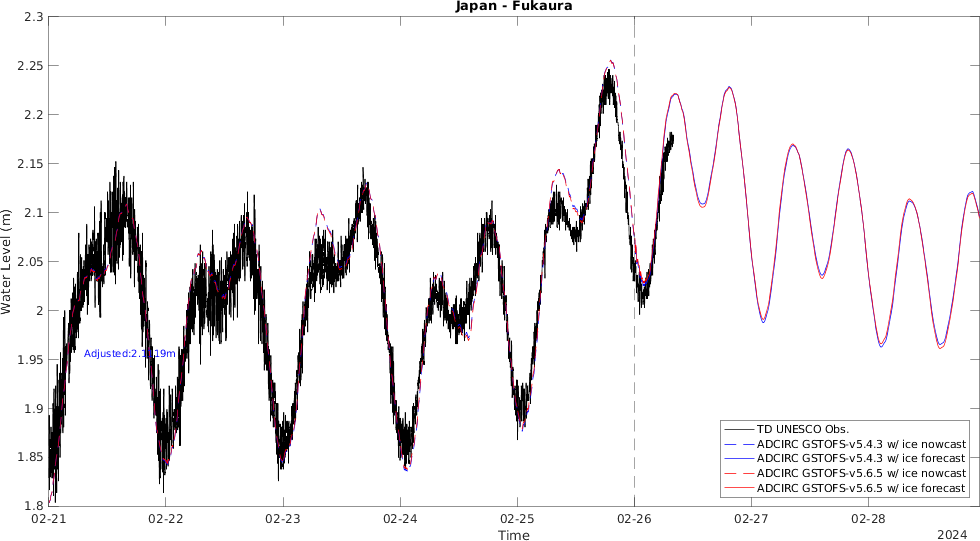 Japan - Fukaura
2.3
2.25
2.2
2.15
2.1
2.05
2
1.95
1.9
1.85
1.8
Water Level (m)
TD UNESCO Obs.
ADCIRC GSTOFS-v5.4.3 w/ ice nowcast
ADCIRC GSTOFS-v5.4.3 w/ ice forecast
ADCIRC GSTOFS-v5.6.5 w/ ice nowcast
ADCIRC GSTOFS-v5.6.5 w/ ice forecast
02-21 02-22 02-23 02-24 02-25 02-26 02-27 02-28
Time
2024